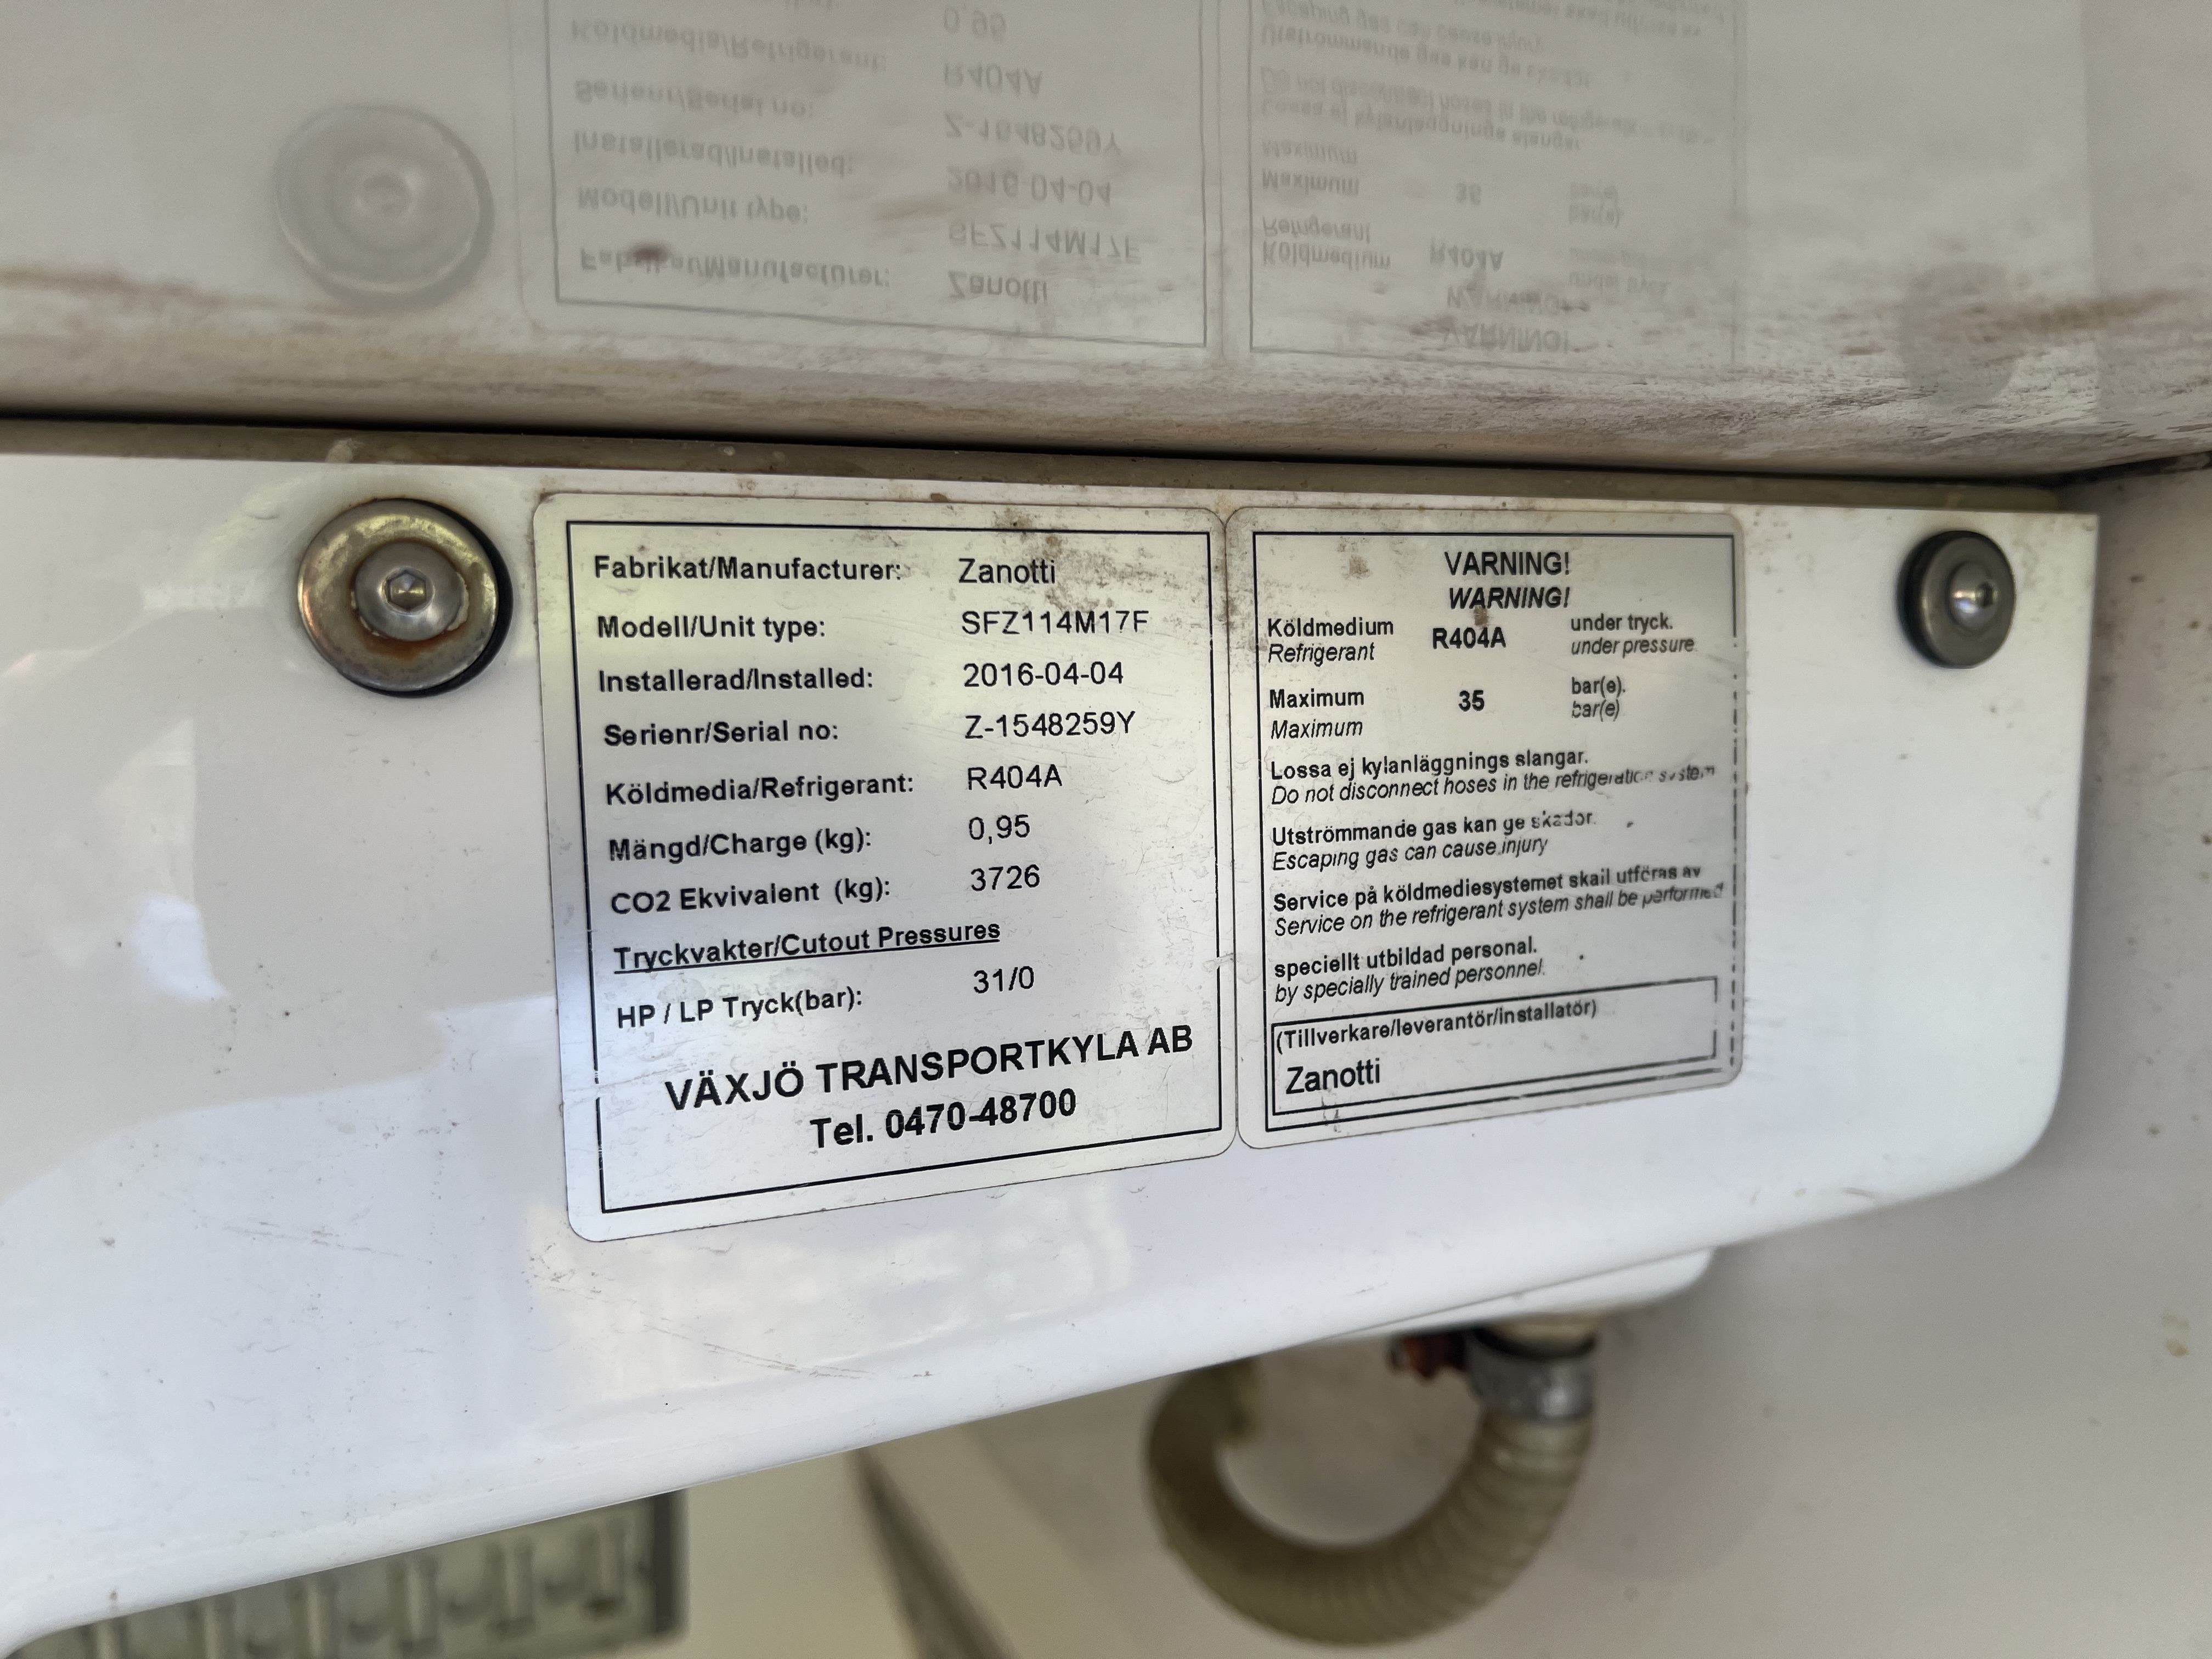 Fabrikat/Manufacturer: Zanotti
Modell/Unit type: SFZ114M17F
Installerad/Installed: 2016-04-04
Serienr/Serial no: Z-1548259Y
Köldmedia/Refrigerant: R404A
Mängd/Charge (kg): 0,95
CO2 Ekvivalent (kg): 3726
Tryckvakter/Cutout Pressures
HP / LP Tryck(bar): 31/0
VÄXJÖ TRANSPORTKYLA AB
Tel. 0470-48700
VARNING!
WARNING!
Köldmedium R404A under tryck.
Refrigerant under pressure
Maximum 35 bar(e).
Maximum bar(e)
Lossa ej kylanläggnings slangar.
Do not disconnect hoses in the refrigeration system
Utströmmande gas kan ge skador.
Escaping gas can cause injury
Service på köldmediesystemet skall utföras av
Service on the refrigerant system shall be performed
speciellt utbildad personal.
by specially trained personnel.
(Tillverkare/leverantör/installatör)
Zanotti